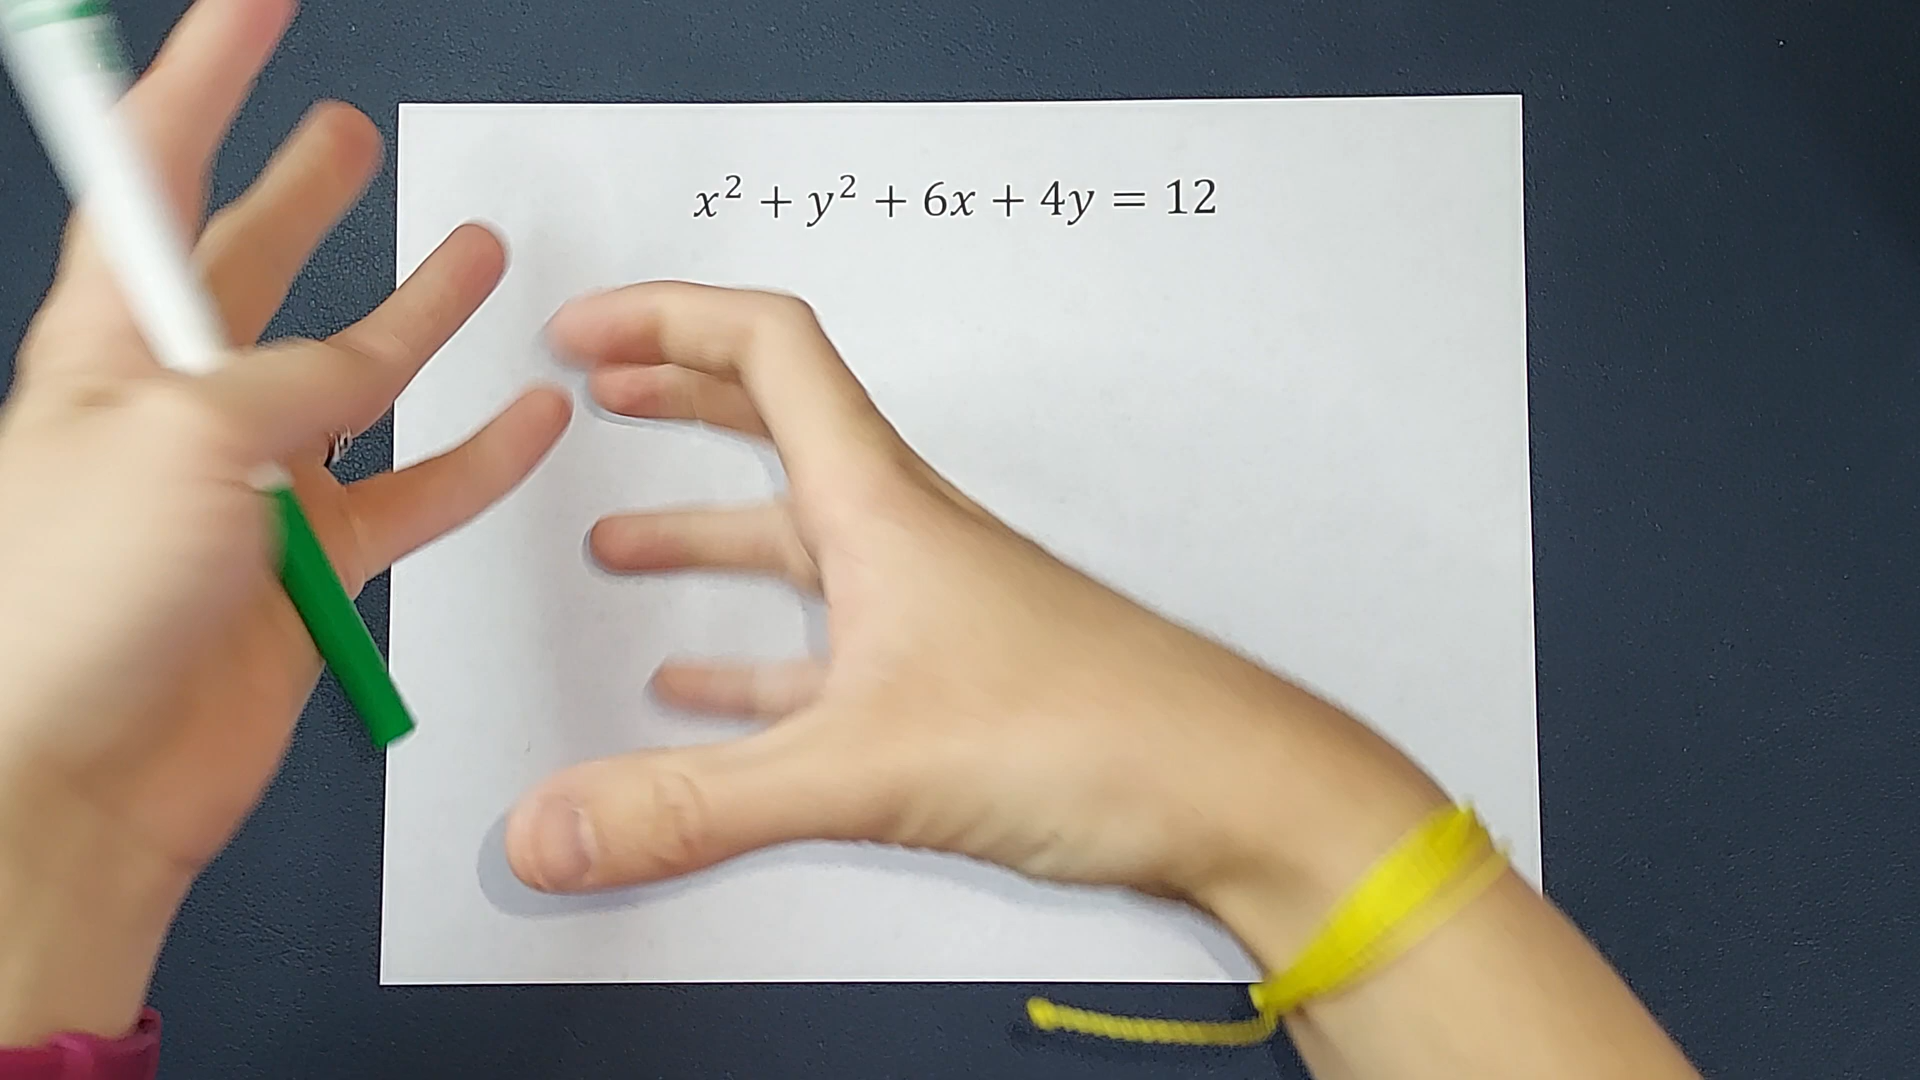 x² + y² + 6x + 4y = 12